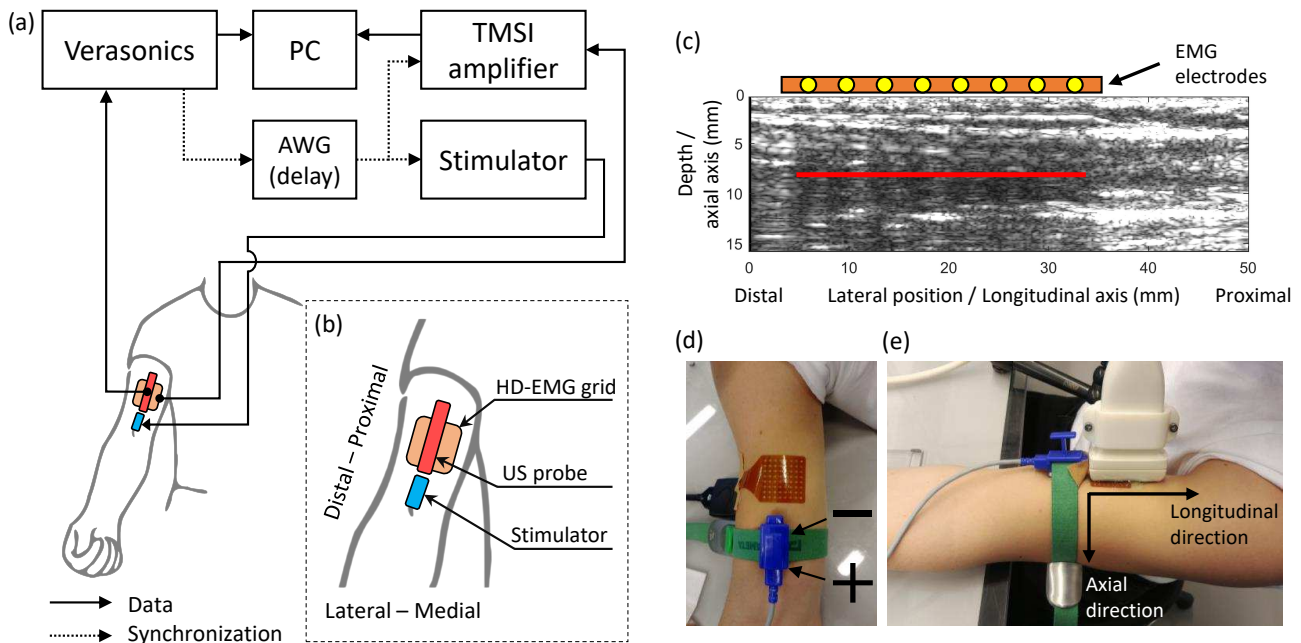 (a)
Verasonics
PC
TMSI
amplifier
AWG
(delay)
Stimulator
(b)
HD-EMG grid
US probe
Stimulator
Distal – Proximal
Lateral – Medial
Data
Synchronization
(c)
EMG
electrodes
Depth /
axial axis (mm)
0
5
10
15
0
10
20
30
40
50
Distal
Lateral position / Longitudinal axis (mm)
Proximal
(d)
−
+
(e)
Longitudinal
direction
Axial
direction